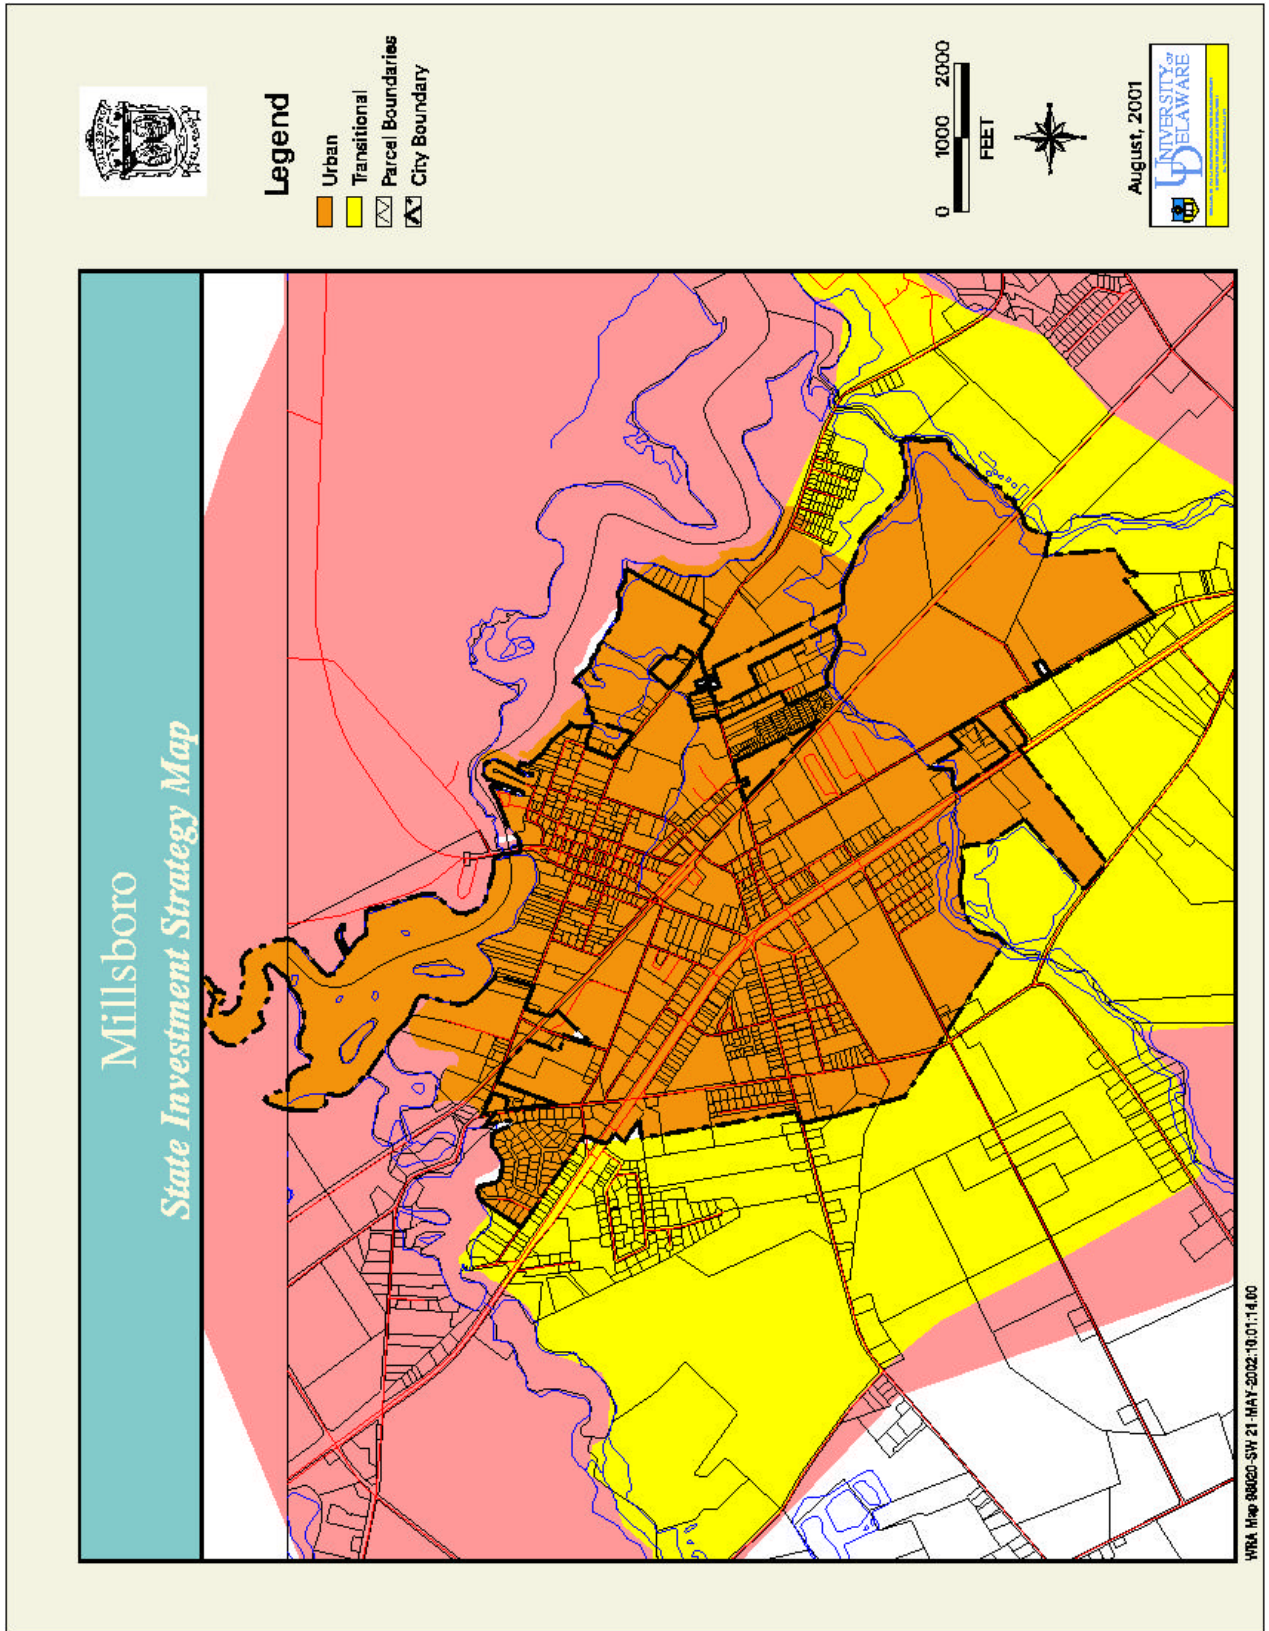 Millsboro
State Investment Strategy Map
Legend
Urban
Transitional
Parcel Boundaries
City Boundary
0 1000 2000
FEET
August, 2001
UNIVERSITY OF
DELAWARE
WRA Map 98020-SW 21-MAY-2002:10:01:14.00